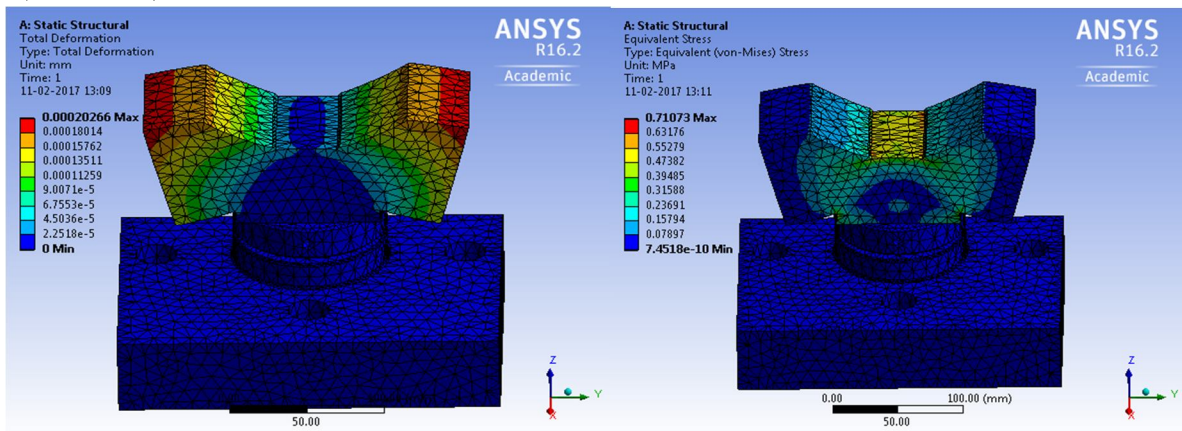 A: Static Structural
Total Deformation
Type: Total Deformation
Unit: mm
Time: 1
11-02-2017 13:09
0.00020266 Max
0.00018014
0.00015762
0.00013511
0.00011259
9.0071e-5
6.7553e-5
4.5036e-5
2.2518e-5
0 Min
ANSYS
R16.2
Academic
50.00
Z
Y
X
A: Static Structural
Equivalent Stress
Type: Equivalent (von-Mises) Stress
Unit: MPa
Time: 1
11-02-2017 13:11
0.71073 Max
0.63176
0.55279
0.47382
0.39485
0.31588
0.23691
0.15794
0.07897
7.4518e-10 Min
ANSYS
R16.2
Academic
0.00
100.00 (mm)
50.00
Z
Y
X